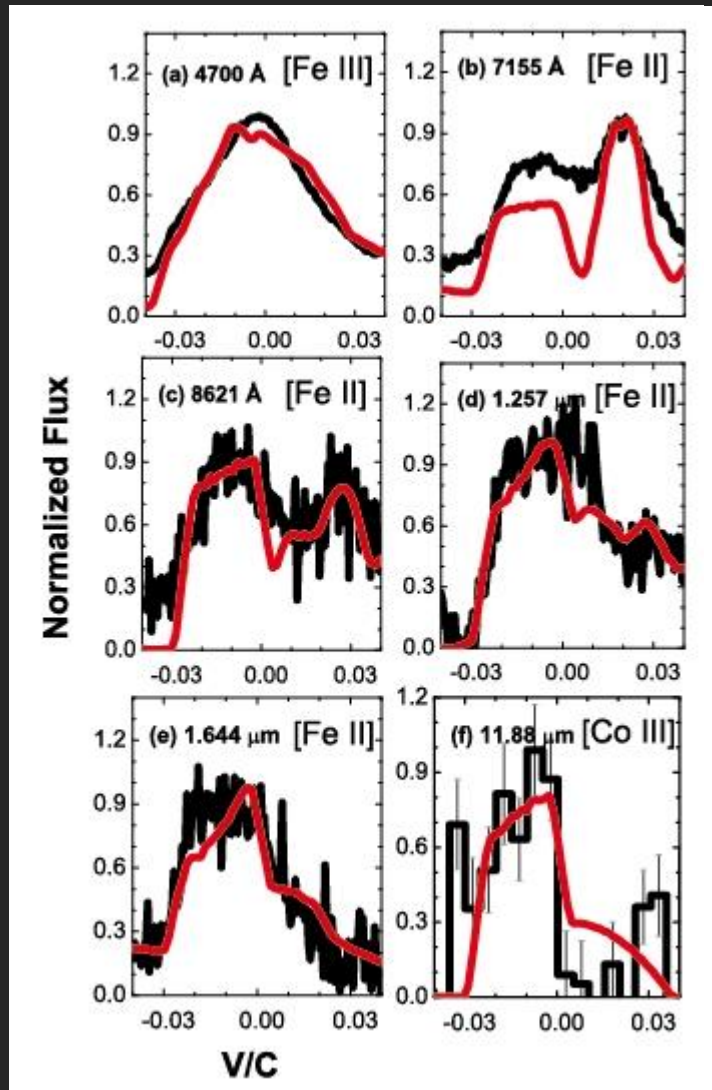 Normalized Flux
(a) 4700 Å [Fe III]
1.2
0.9
0.6
0.3
0.0
-0.03 0.00 0.03
(b) 7155 Å [Fe II]
1.2
0.9
0.6
0.3
0.0
-0.03 0.00 0.03
(c) 8621 Å [Fe II]
1.2
0.9
0.6
0.3
0.0
-0.03 0.00 0.03
(d) 1.257 μm [Fe II]
1.2
0.9
0.6
0.3
0.0
-0.03 0.00 0.03
(e) 1.644 μm [Fe II]
1.2
0.9
0.6
0.3
0.0
-0.03 0.00 0.03
(f) 11.88 μm [Co III]
1.2
0.9
0.6
0.3
0.0
-0.03 0.00 0.03
V/C